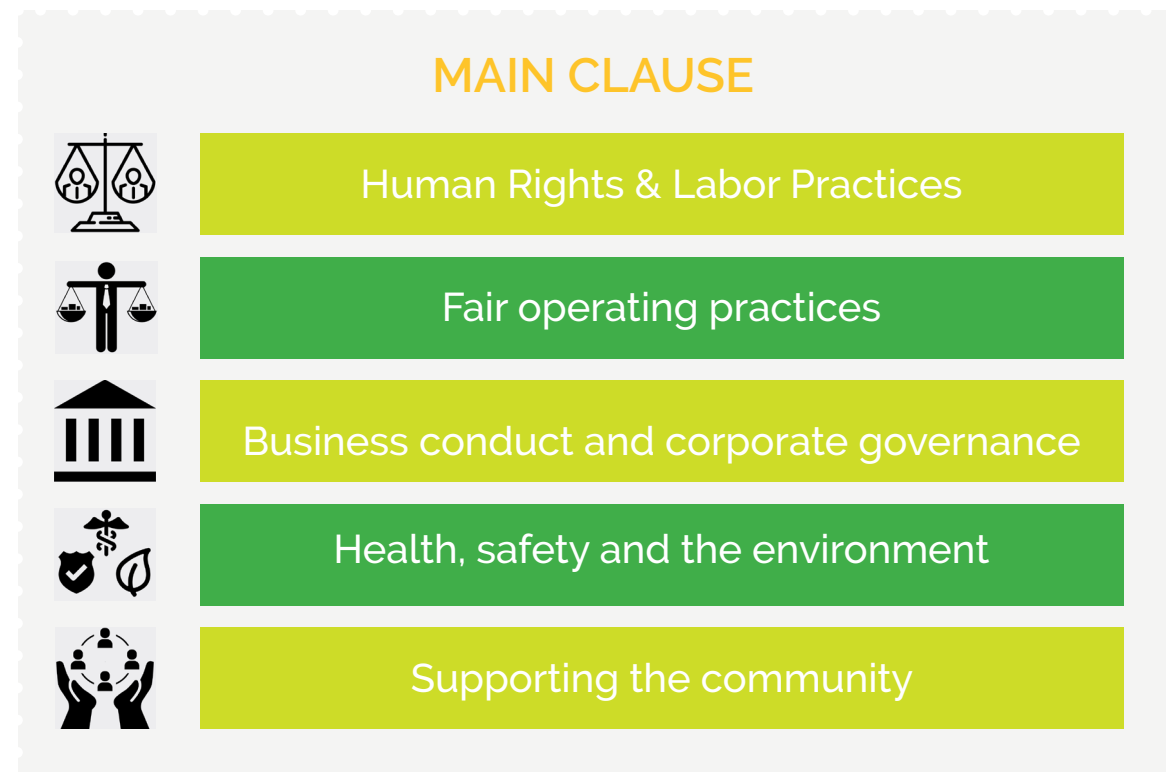 MAIN CLAUSE
Human Rights & Labor Practices
Fair operating practices
Business conduct and corporate governance
Health, safety and the environment
Supporting the community